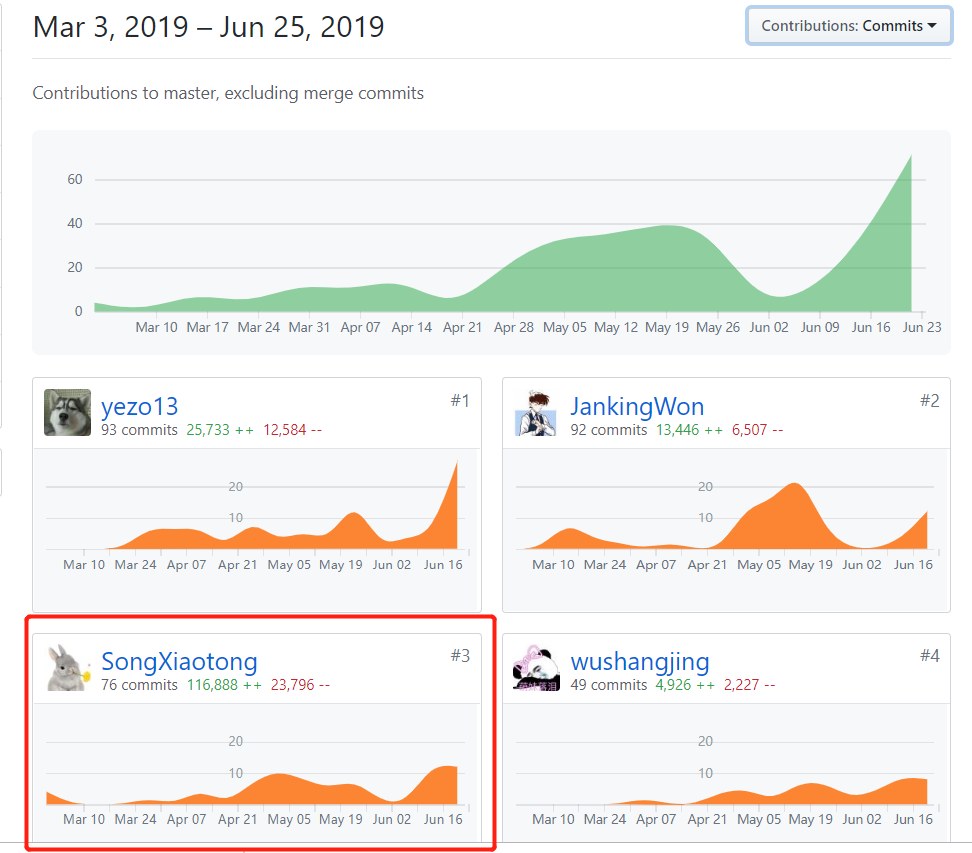 Mar 3, 2019 – Jun 25, 2019
Contributions: Commits
Contributions to master, excluding merge commits
60
40
20
0
Mar 10 Mar 17 Mar 24 Mar 31 Apr 07 Apr 14 Apr 21 Apr 28 May 05 May 12 May 19 May 26 Jun 02 Jun 09 Jun 16 Jun 23
yezo13
#1
93 commits 25,733 ++ 12,584 --
20
10
Mar 10 Mar 24 Apr 07 Apr 21 May 05 May 19 Jun 02 Jun 16
JankingWon
#2
92 commits 13,446 ++ 6,507 --
20
10
Mar 10 Mar 24 Apr 07 Apr 21 May 05 May 19 Jun 02 Jun 16
SongXiaotong
#3
76 commits 116,888 ++ 23,796 --
20
10
Mar 10 Mar 24 Apr 07 Apr 21 May 05 May 19 Jun 02 Jun 16
wushangjing
#4
49 commits 4,926 ++ 2,227 --
20
10
Mar 10 Mar 24 Apr 07 Apr 21 May 05 May 19 Jun 02 Jun 16